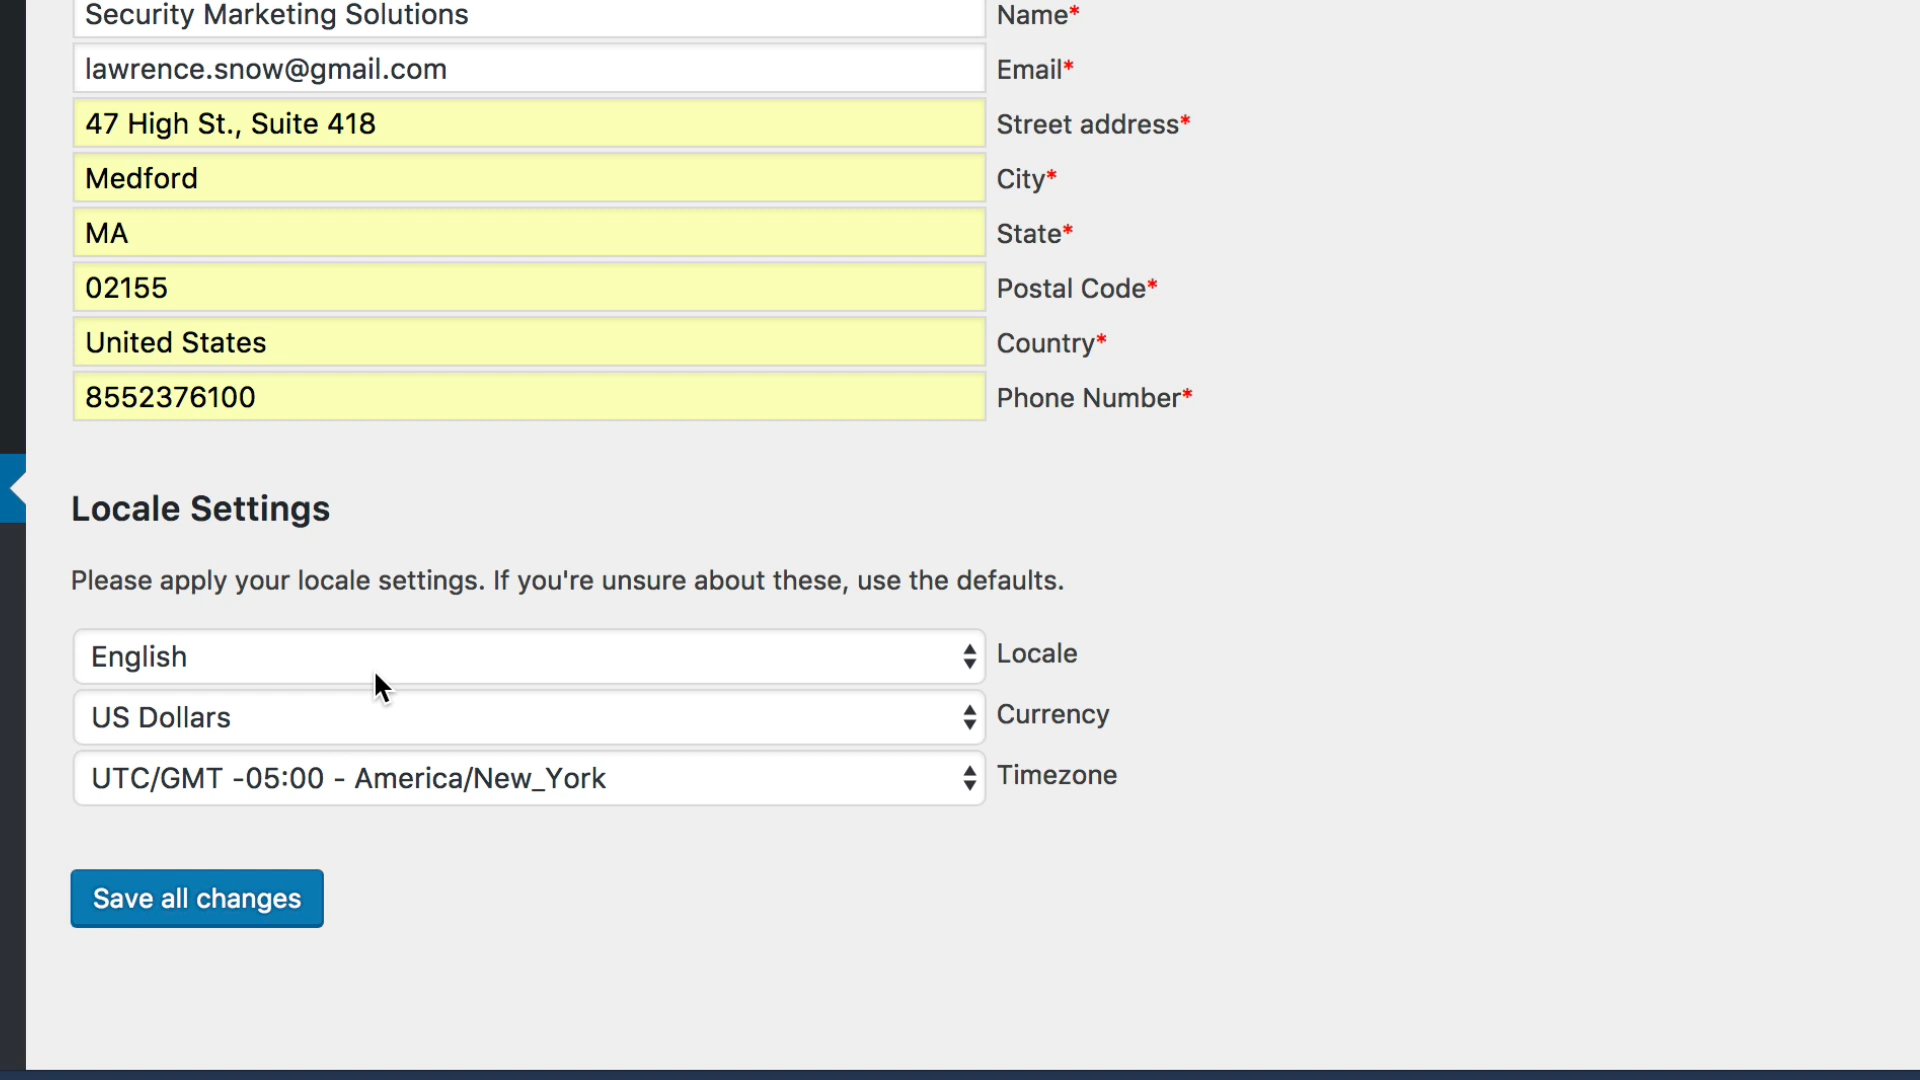 Security Marketing Solutions Name*
lawrence.snow@gmail.com Email*
47 High St., Suite 418 Street address*
Medford City*
MA State*
02155 Postal Code*
United States Country*
8552376100 Phone Number*
Locale Settings
Please apply your locale settings. If you're unsure about these, use the defaults.
English Locale
US Dollars Currency
UTC/GMT -05:00 - America/New_York Timezone
Save all changes